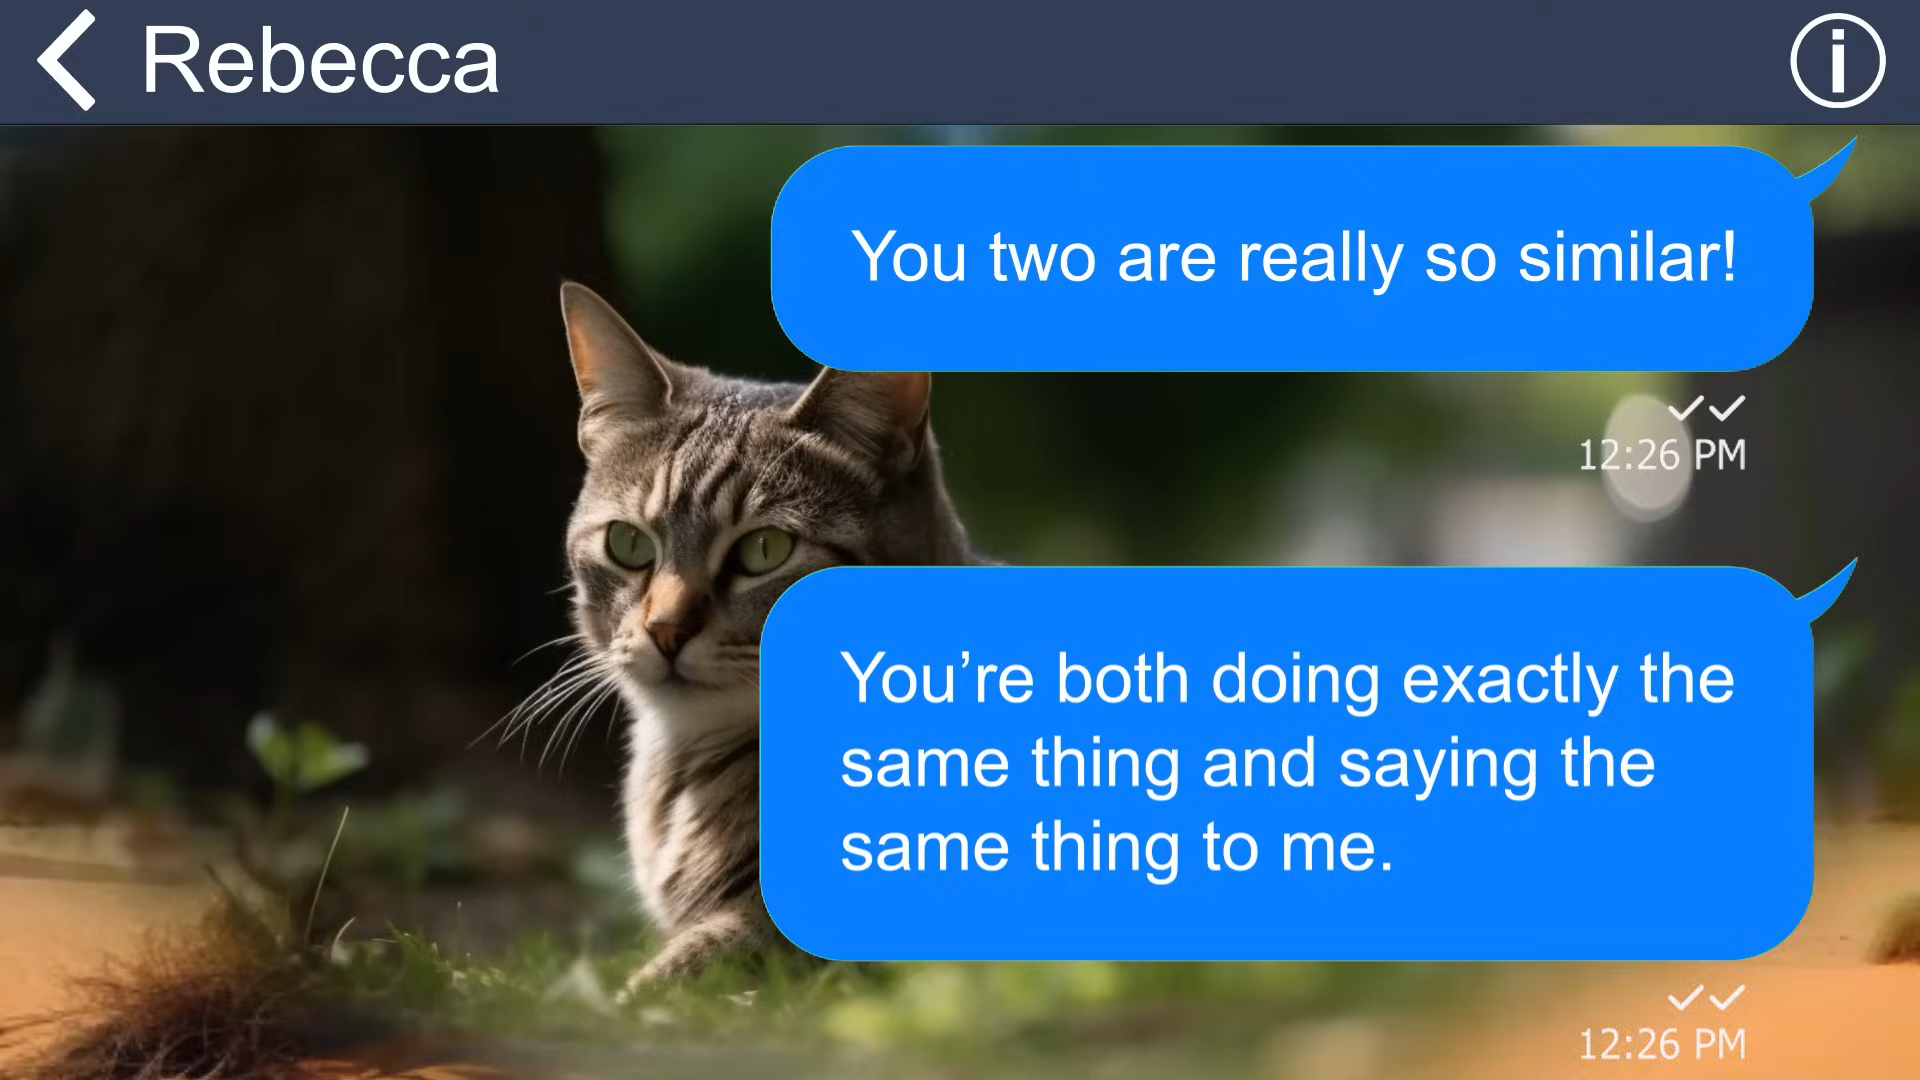 Rebecca
You two are really so similar!
12:26 PM
You’re both doing exactly the
same thing and saying the
same thing to me.
12:26 PM